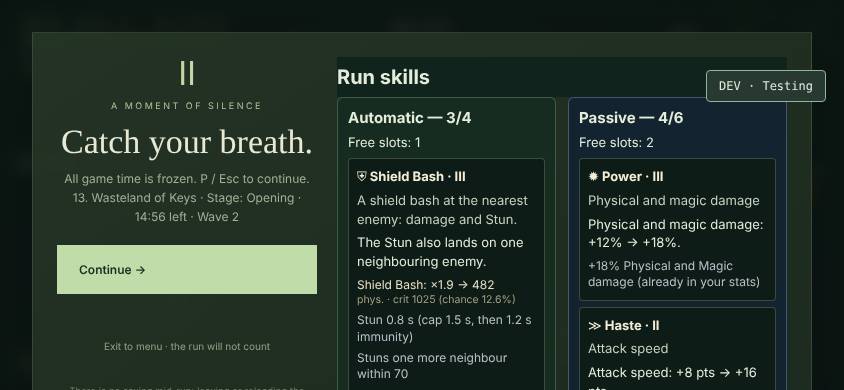 A MOMENT OF SILENCE
Catch your breath.
All game time is frozen. P / Esc to continue.
13. Wasteland of Keys · Stage: Opening ·
14:56 left · Wave 2
Continue →
Exit to menu · the run will not count
Run skills
DEV · Testing
Automatic — 3/4
Free slots: 1
Shield Bash · III
A shield bash at the nearest
enemy: damage and Stun.
The Stun also lands on one
neighbouring enemy.
Shield Bash: ×1.9 → 482
phys. · crit 1025 (chance 12.6%)
Stun 0.8 s (cap 1.5 s, then 1.2 s
immunity)
Stuns one more neighbour
within 70
Passive — 4/6
Free slots: 2
Power · III
Physical and magic damage
Physical and magic damage:
+12% → +18%.
+18% Physical and Magic
damage (already in your stats)
Haste · II
Attack speed
Attack speed: +8 pts → +16